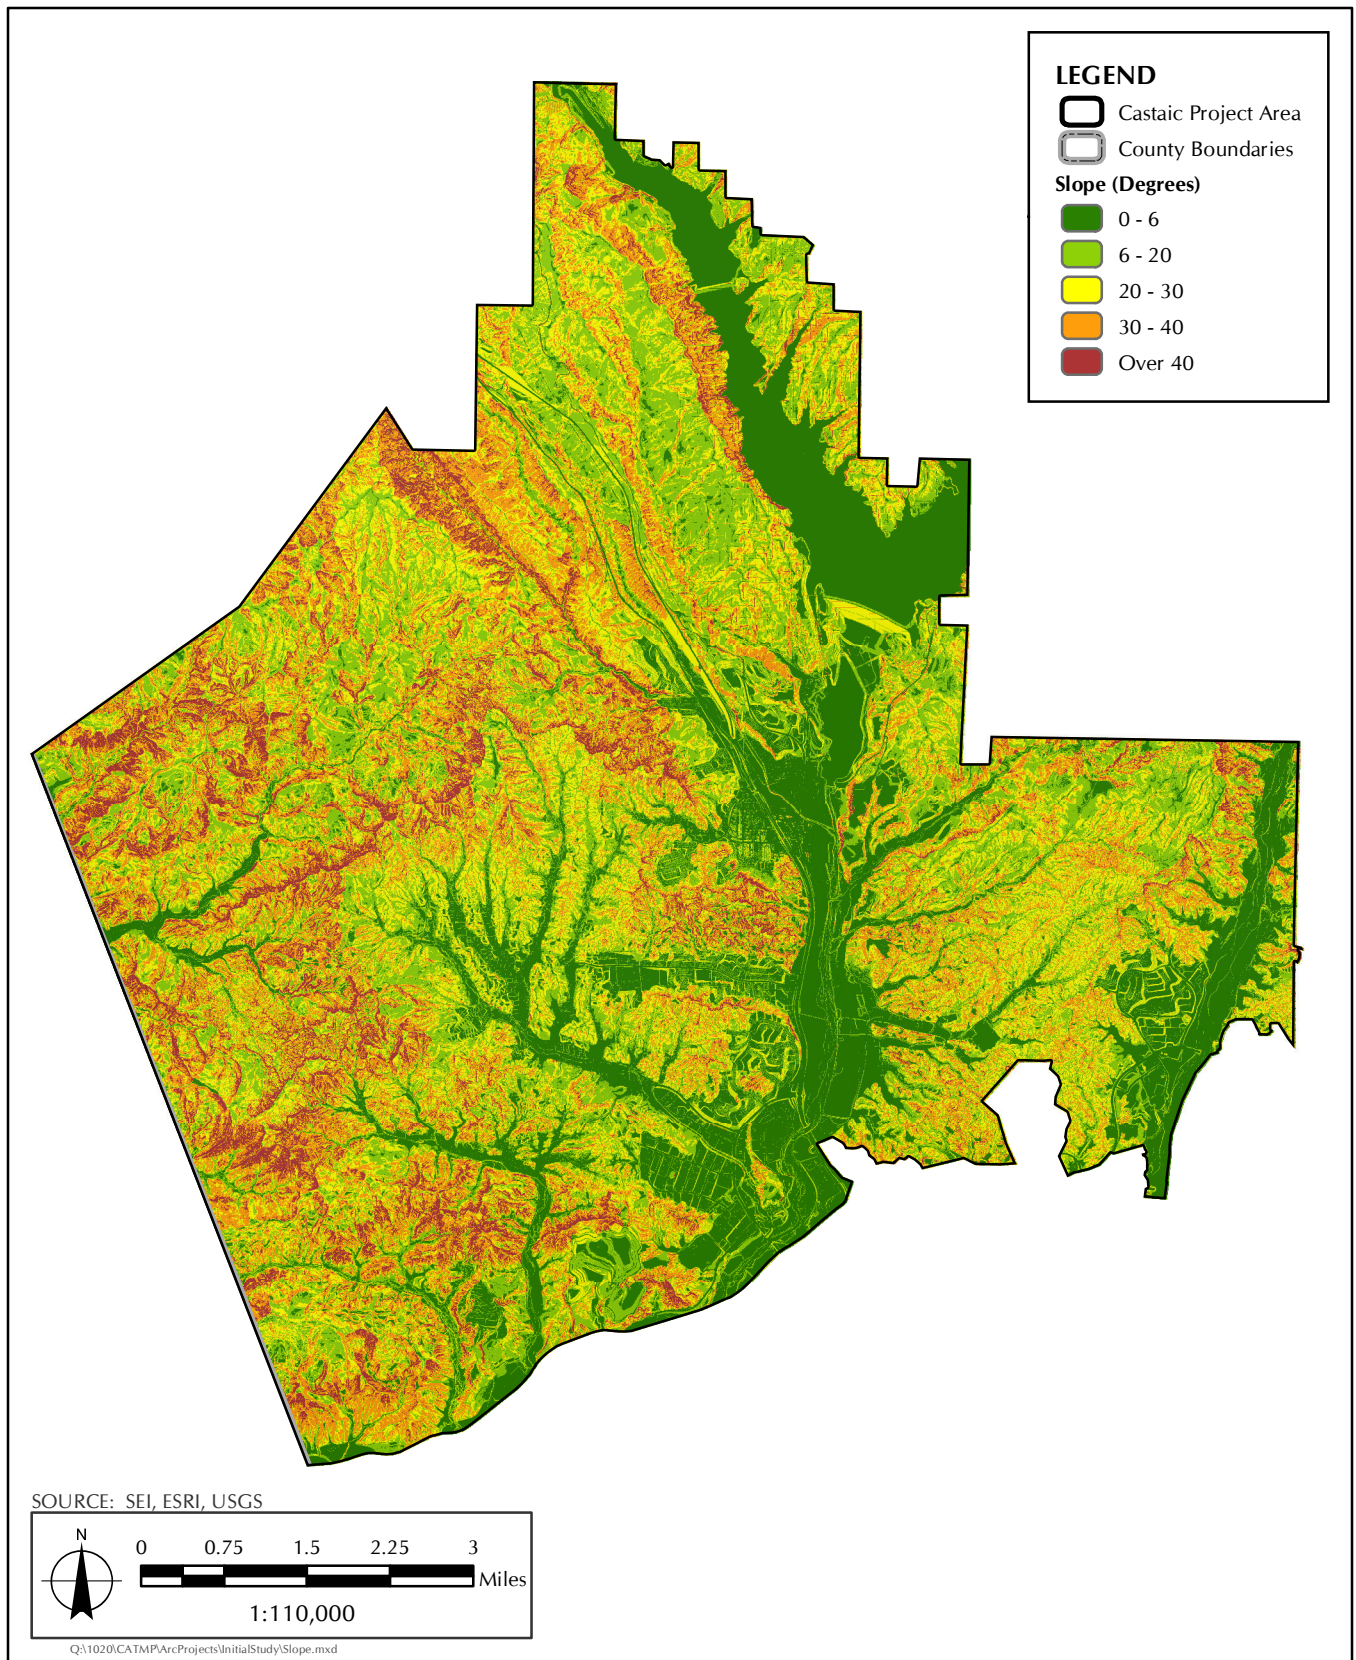 LEGEND
Castaic Project Area
County Boundaries
Slope (Degrees)
0 - 6
6 - 20
20 - 30
30 - 40
Over 40
SOURCE: SEI, ESRI, USGS
N
0 0.75 1.5 2.25 3
Miles
1:110,000
Q:\1020\CATMP\ArcProjects\InitialStudy\Slope.mxd